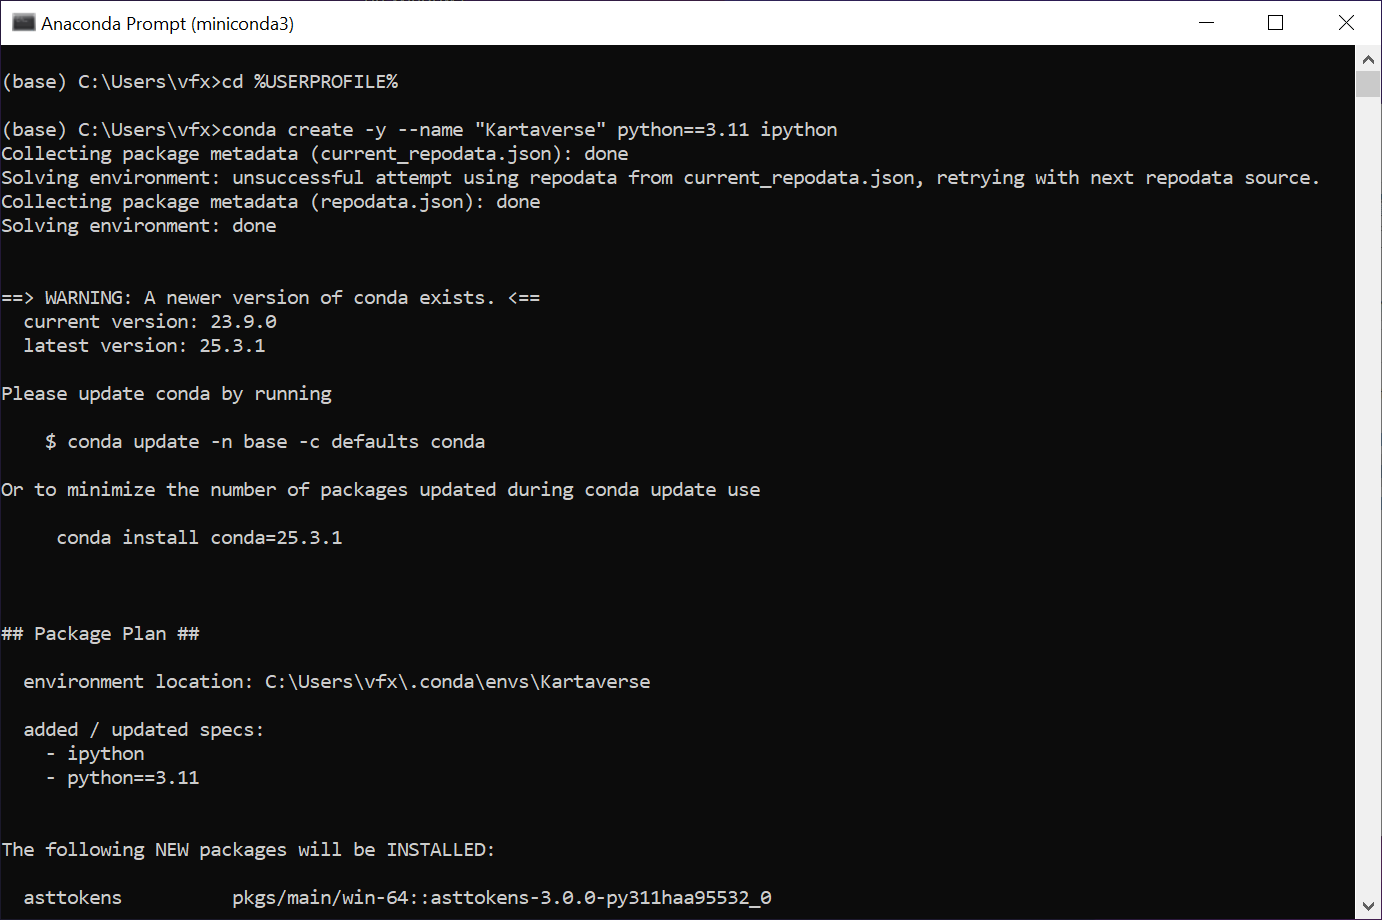 Anaconda Prompt (miniconda3)
(base) C:\Users\vfx>cd %USERPROFILE%
(base) C:\Users\vfx>conda create -y --name "Kartaverse" python==3.11 ipython
Collecting package metadata (current_repodata.json): done
Solving environment: unsuccessful attempt using repodata from current_repodata.json, retrying with next repodata source.
Collecting package metadata (repodata.json): done
Solving environment: done
==> WARNING: A newer version of conda exists. <==
  current version: 23.9.0
  latest version: 25.3.1
Please update conda by running
    $ conda update -n base -c defaults conda
Or to minimize the number of packages updated during conda update use
     conda install conda=25.3.1
## Package Plan ##
  environment location: C:\Users\vfx\.conda\envs\Kartaverse
  added / updated specs:
    - ipython
    - python==3.11
The following NEW packages will be INSTALLED:
  asttokens          pkgs/main/win-64::asttokens-3.0.0-py311haa95532_0